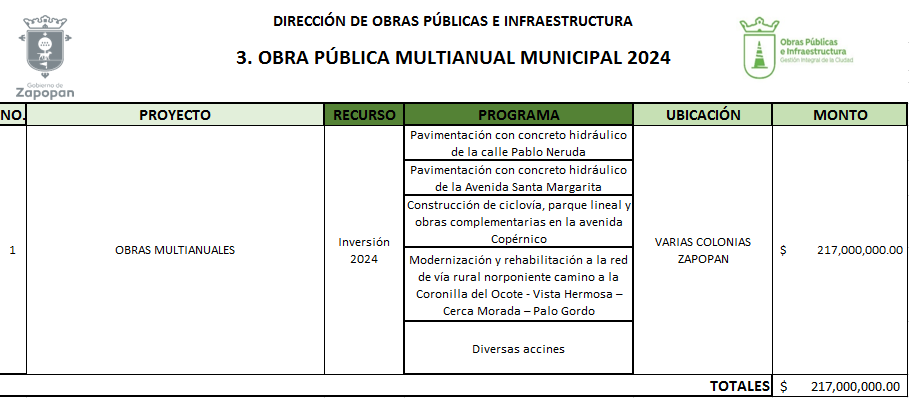 DIRECCIÓN DE OBRAS PÚBLICAS E INFRAESTRUCTURA
3. OBRA PÚBLICA MULTIANUAL MUNICIPAL 2024
Gobierno de
Zapopan
Obras Públicas
e Infraestructura
Gestión Integral de la Ciudad
NO. PROYECTO RECURSO PROGRAMA UBICACIÓN MONTO
Pavimentación con concreto hidráulico
de la calle Pablo Neruda
Pavimentación con concreto hidráulico
de la Avenida Santa Margarita
Construcción de ciclovía, parque lineal y
obras complementarias en la avenida
Copérnico
1 OBRAS MULTIANUALES
Inversión
2024
Modernización y rehabilitación a la red
de vía rural norponiente camino a la
Coronilla del Ocote - Vista Hermosa –
Cerca Morada – Palo Gordo
Diversas accines
VARIAS COLONIAS
ZAPOPAN
$ 217,000,000.00
TOTALES $ 217,000,000.00